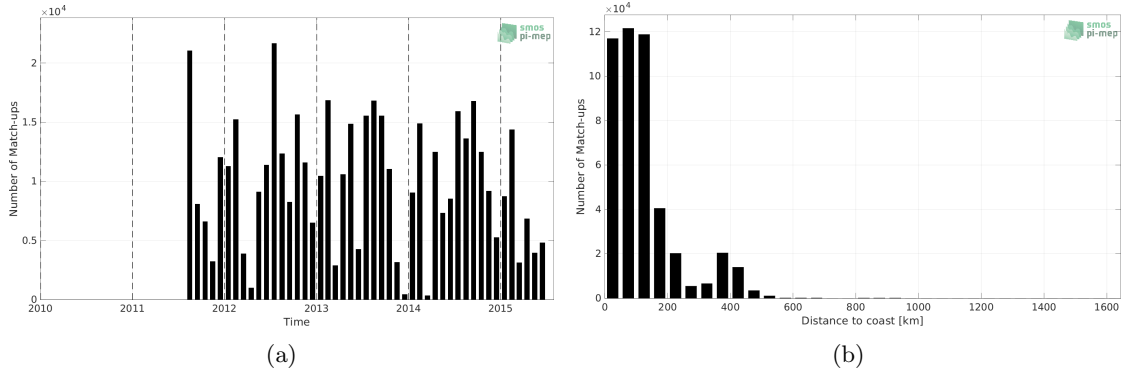 ×10⁴
smos
pi-mep
2
1.5
1
0.5
0
Number of Match-ups
2010 2011 2012 2013 2014 2015
Time
(a)
×10⁴
smos
pi-mep
12
10
8
6
4
2
0
Number of Match-ups
0 200 400 600 800 1000 1200 1400 1600
Distance to coast [km]
(b)